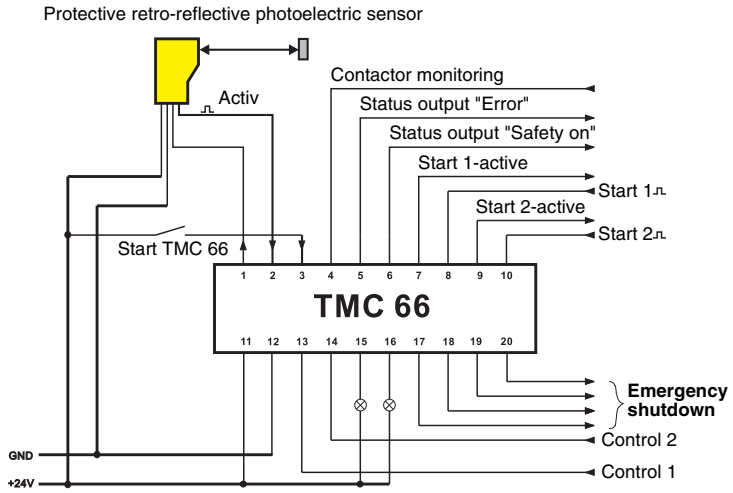 Protective retro-reflective photoelectric sensor
Activ
Contactor monitoring
Status output "Error"
Status output "Safety on"
Start 1-active
Start 1
Start 2-active
Start 2
Start TMC 66
1 2 3 4 5 6 7 8 9 10
TMC 66
11 12 13 14 15 16 17 18 19 20
Emergency
shutdown
Control 2
GND
Control 1
+24V